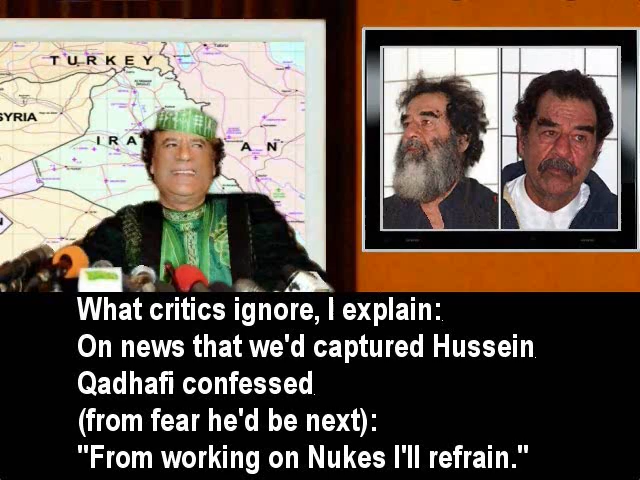 TURKEY
SYRIA
IRA
AN
N
What critics ignore, I explain:
On news that we'd captured Hussein
Qadhafi confessed
(from fear he'd be next):
"From working on Nukes I'll refrain."